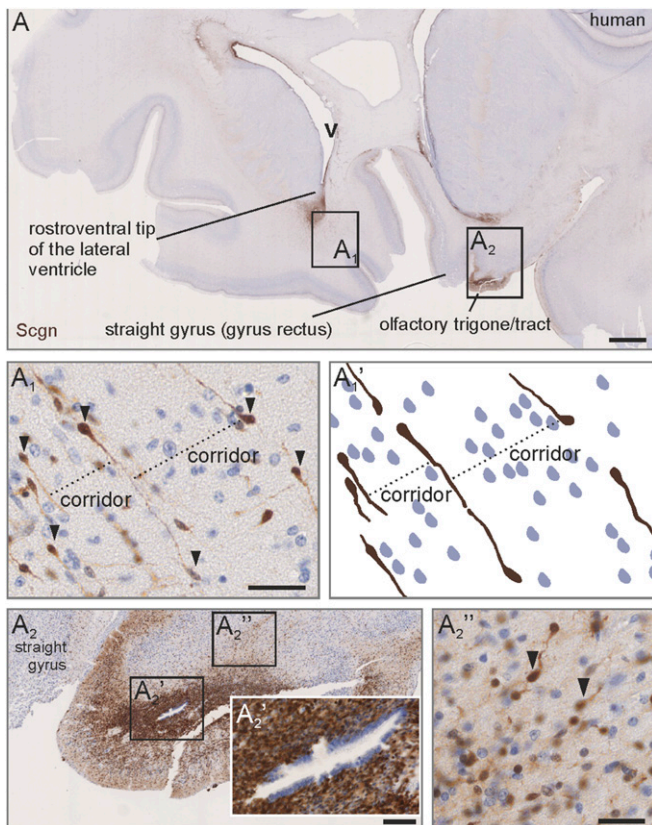 A
human
v
rostroventral tip
of the lateral
ventricle
A1
A2
Scgn
straight gyrus (gyrus rectus)
olfactory trigone/tract
A1
corridor
corridor
A1'
corridor
corridor
A2
straight
gyrus
A2''
A2'
A2'
A2''